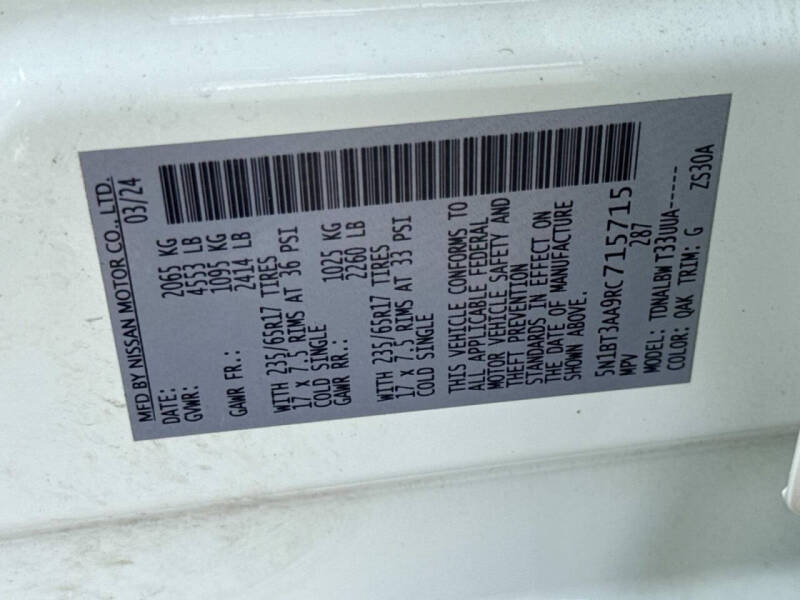 MFD BY NISSAN MOTOR CO., LTD.
DATE: 03/24
GVWR: 2065 KG
4553 LB
GAWR FR.: 1095 KG
2414 LB
WITH 235/65R17 TIRES
17 X 7.5 RIMS AT 36 PSI
COLD SINGLE
GAWR RR.: 1025 KG
2260 LB
WITH 235/65R17 TIRES
17 X 7.5 RIMS AT 33 PSI
COLD SINGLE
THIS VEHICLE CONFORMS TO
ALL APPLICABLE FEDERAL
MOTOR VEHICLE SAFETY AND
THEFT PREVENTION
STANDARDS IN EFFECT ON
THE DATE OF MANUFACTURE
SHOWN ABOVE.
5N1BT3AA9RC715715
MPV 287
MODEL: TDNALBW T33UUA------
COLOR: QAK TRIM: G ZS30A